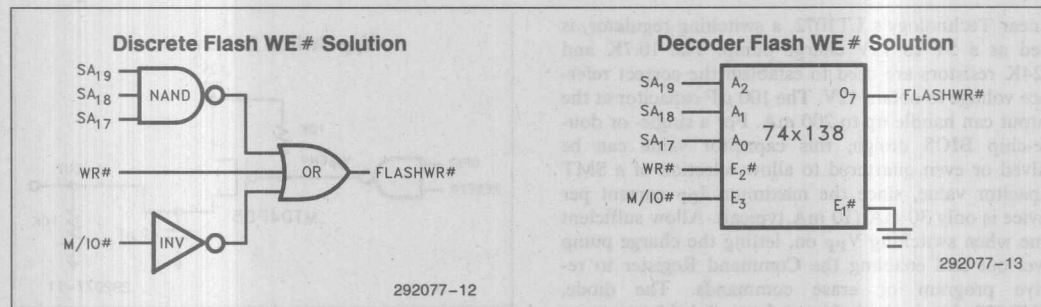 Discrete Flash WE# Solution
SA19
SA18
SA17
NAND
WR#
OR
FLASHWR#
M/IO#
INV
292077-12
Decoder Flash WE# Solution
SA19
SA18
SA17
WR#
M/IO#
A2
A1
A0
E2#
E3
74x138
O7
FLASHWR#
E1#
292077-13